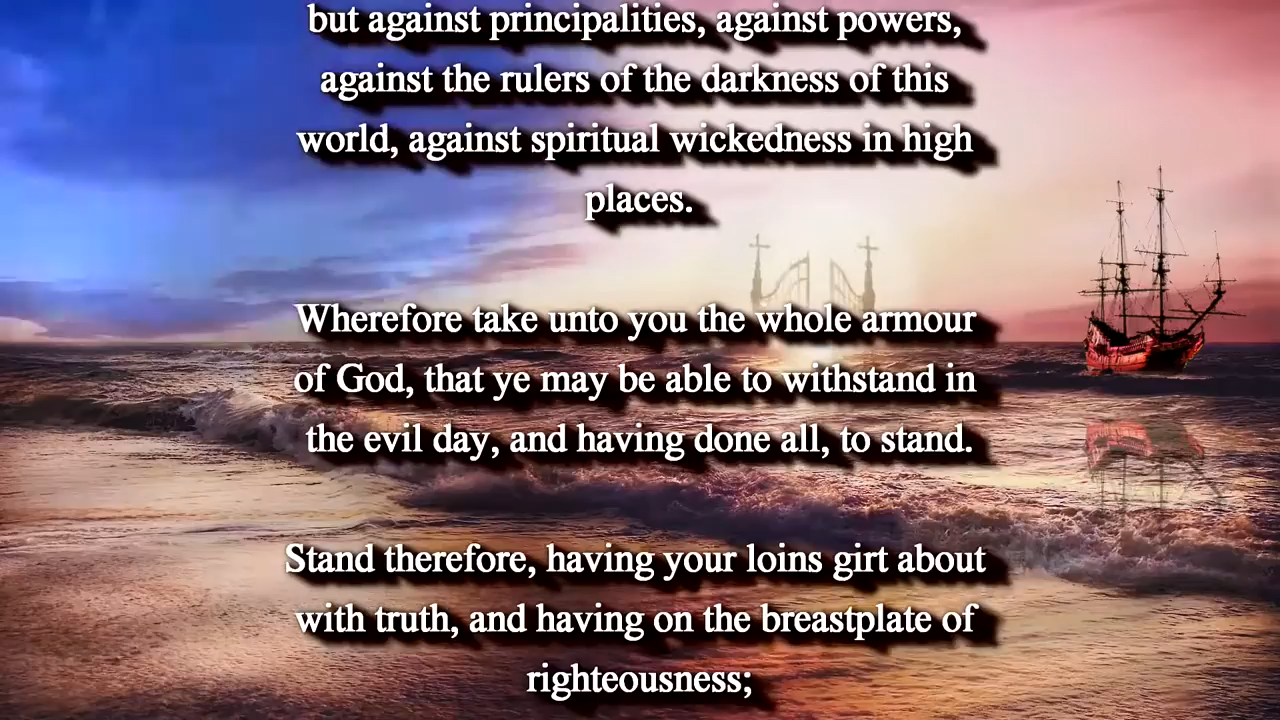 but against principalities, against powers,
against the rulers of the darkness of this
world, against spiritual wickedness in high
places.
Wherefore take unto you the whole armour
of God, that ye may be able to withstand in
the evil day, and having done all, to stand.
Stand therefore, having your loins girt about
with truth, and having on the breastplate of
righteousness;